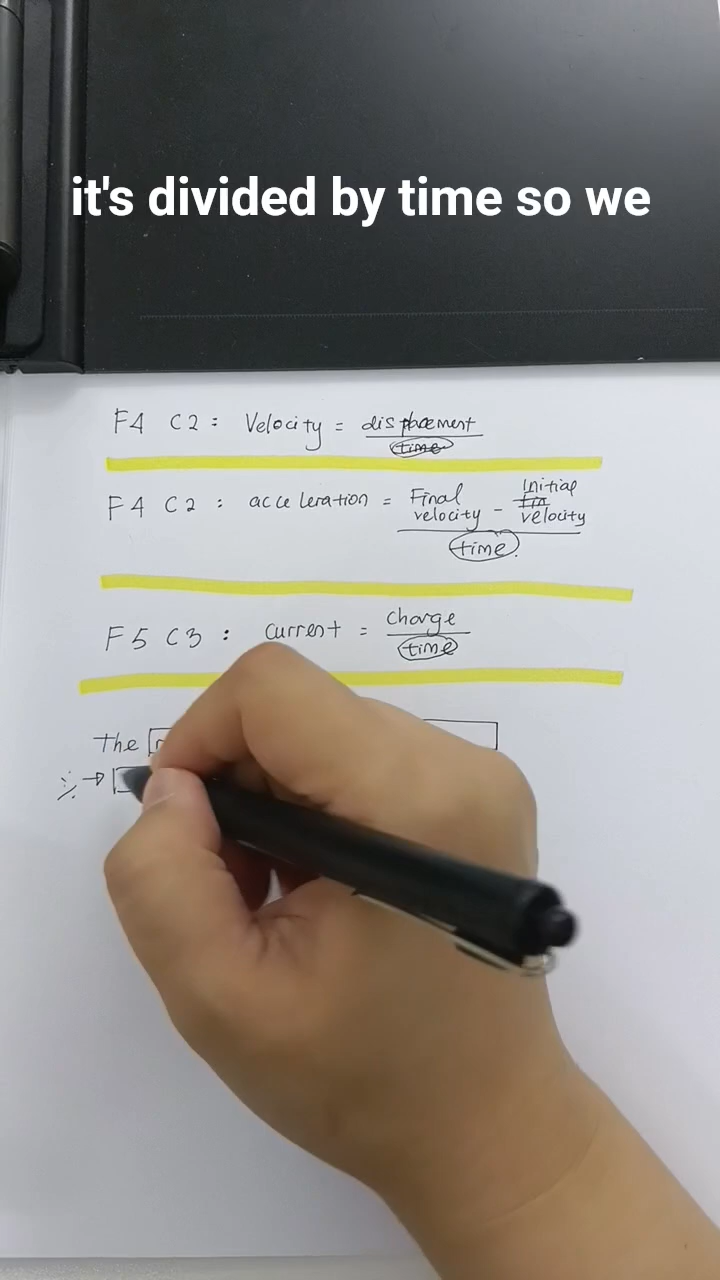 it's divided by time so we
F4 C2: Velocity = displacement
time
F4 C2: acceleration = Final velocity - Initial velocity
time.
F5 C3: current = charge
time
The